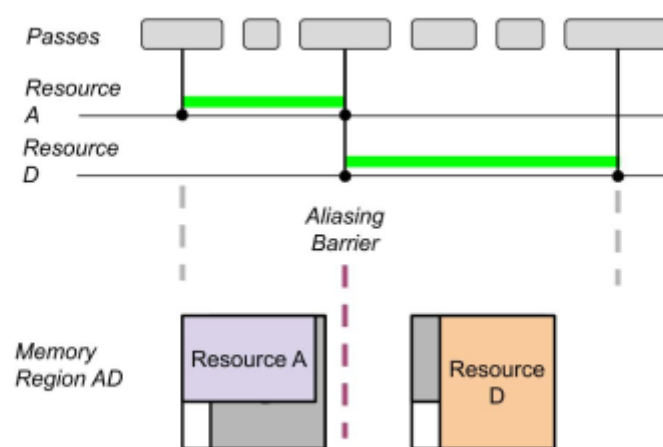 Passes
Resource
A
Resource
D
Aliasing
Barrier
Memory
Region AD
Resource A
Resource
D